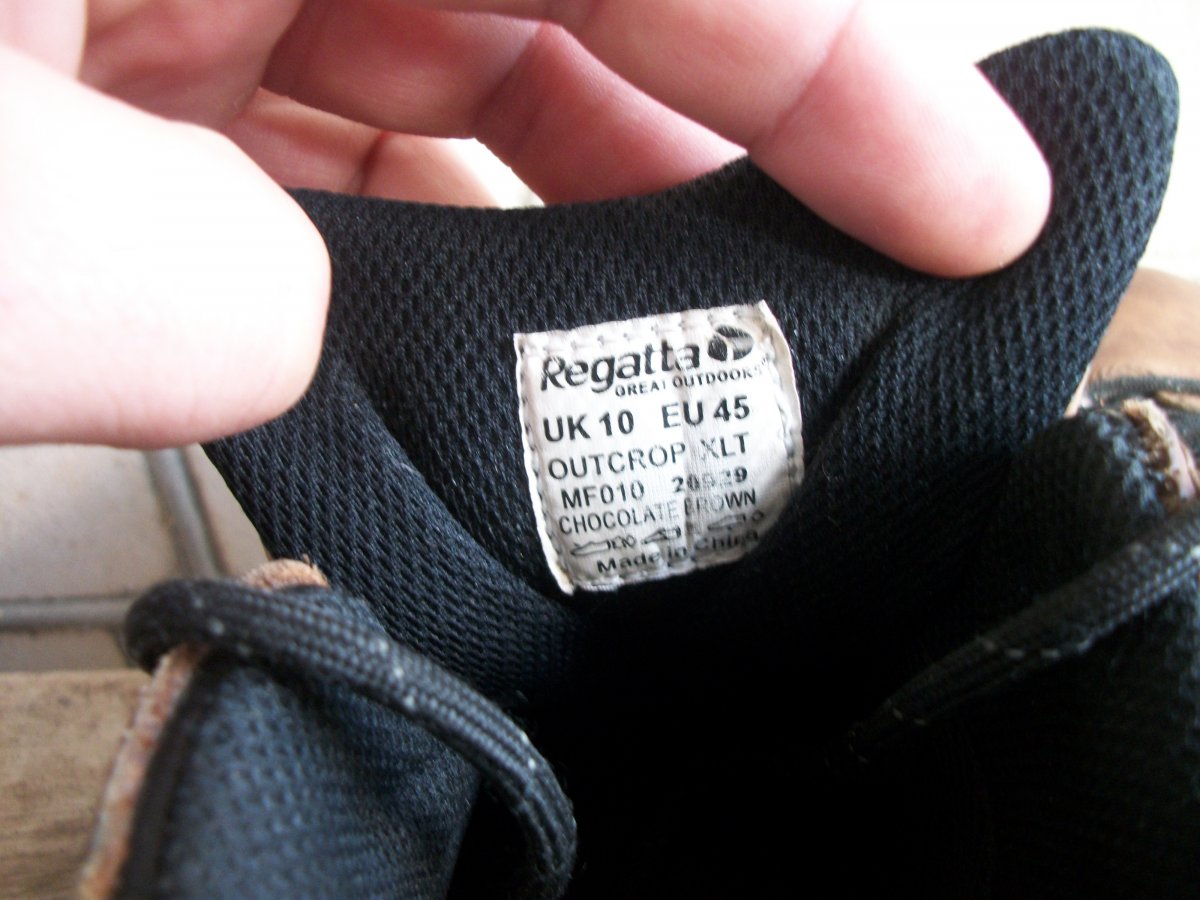 Regatta
GREAT OUTDOORS
UK 10 EU 45
OUTCROP XLT
MF010
CHOCOLATE BROWN
Made in China